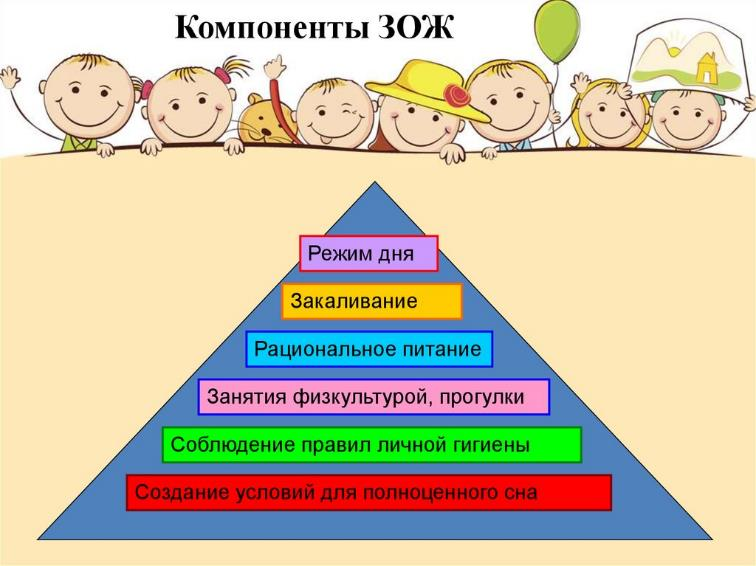 Компоненты ЗОЖ
Режим дня
Закаливание
Рациональное питание
Занятия физкультурой, прогулки
Соблюдение правил личной гигиены
Создание условий для полноценного сна